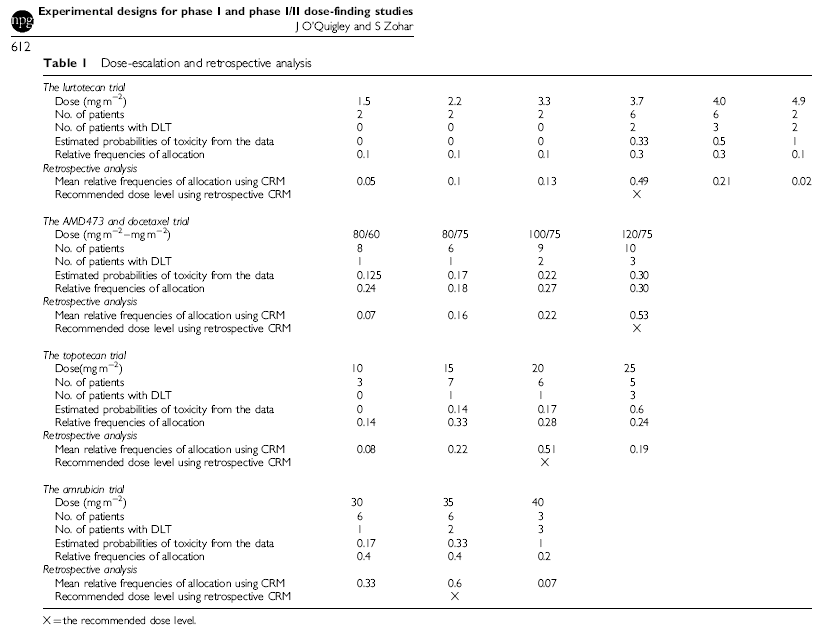 npg
Experimental designs for phase I and phase I/II dose-finding studies
J O'Quigley and S Zohar
612
Table 1 Dose-escalation and retrospective analysis
The lurtotecan trial
Dose (mg m−2) 1.5 2.2 3.3 3.7 4.0 4.9
No. of patients 2 2 2 6 6 2
No. of patients with DLT 0 0 0 2 3 2
Estimated probabilities of toxicity from the data 0 0 0 0.33 0.5 1
Relative frequencies of allocation 0.1 0.1 0.1 0.3 0.3 0.1
Retrospective analysis
Mean relative frequencies of allocation using CRM 0.05 0.1 0.13 0.49 0.21 0.02
Recommended dose level using retrospective CRM X
The AMD473 and docetaxel trial
Dose (mg m−2–mg m−2) 80/60 80/75 100/75 120/75
No. of patients 8 6 9 10
No. of patients with DLT 1 1 2 3
Estimated probabilities of toxicity from the data 0.125 0.17 0.22 0.30
Relative frequencies of allocation 0.24 0.18 0.27 0.30
Retrospective analysis
Mean relative frequencies of allocation using CRM 0.07 0.16 0.22 0.53
Recommended dose level using retrospective CRM X
The topotecan trial
Dose(mg m−2) 10 15 20 25
No. of patients 3 7 6 5
No. of patients with DLT 0 1 1 3
Estimated probabilities of toxicity from the data 0 0.14 0.17 0.6
Relative frequencies of allocation 0.14 0.33 0.28 0.24
Retrospective analysis
Mean relative frequencies of allocation using CRM 0.08 0.22 0.51 0.19
Recommended dose level using retrospective CRM X
The amrubicin trial
Dose (mg m−2) 30 35 40
No. of patients 6 6 3
No. of patients with DLT 1 2 3
Estimated probabilities of toxicity from the data 0.17 0.33 1
Relative frequencies of allocation 0.4 0.4 0.2
Retrospective analysis
Mean relative frequencies of allocation using CRM 0.33 0.6 0.07
Recommended dose level using retrospective CRM X
X = the recommended dose level.